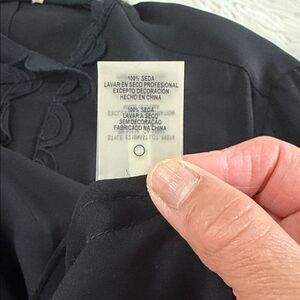 100% SEDA
LAVAR EN SECO PROFESIONAL
EXCEPTO DECORACION
HECHO EN CHINA
100% SEDA
LAVAR A SECO
SEM DECORAÇÃO
FABRICADO NA CHINA